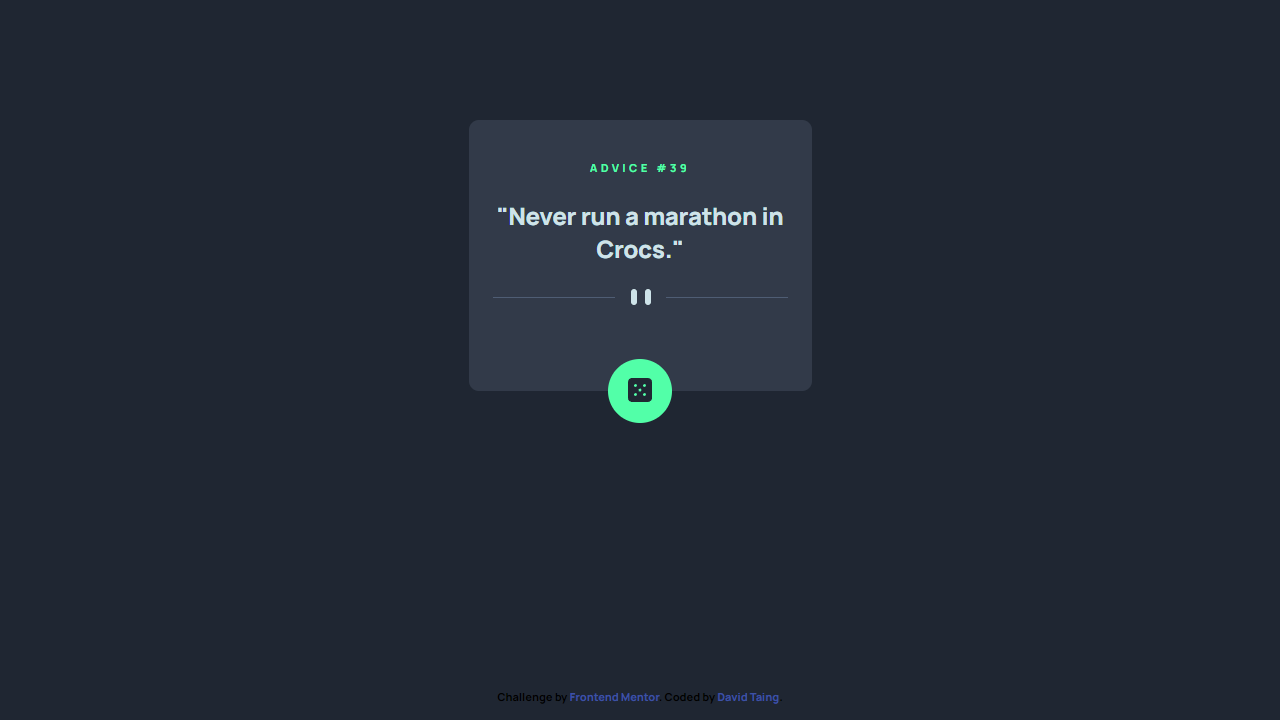 ADVICE #39
"Never run a marathon in
Crocs."
Challenge by Frontend Mentor. Coded by David Taing.